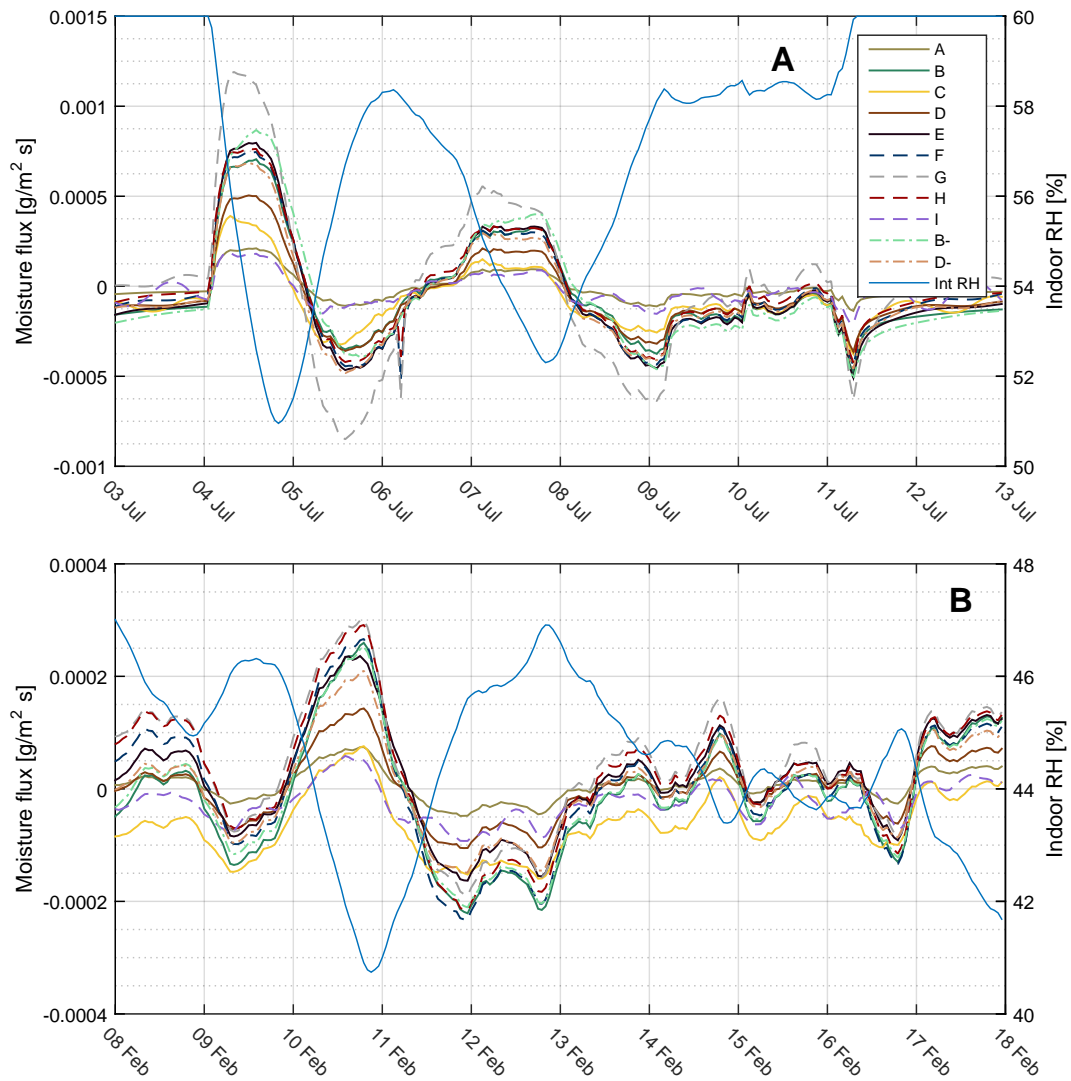 0.0015
0.001
0.0005
0
-0.0005
-0.001
Moisture flux [g/m² s]
A
A
B
C
D
E
F
G
H
I
B-
D-
Int RH
60
58
56
54
52
50
Indoor RH [%]
03 Jul
04 Jul
05 Jul
06 Jul
07 Jul
08 Jul
09 Jul
10 Jul
11 Jul
12 Jul
13 Jul
0.0004
0.0002
0
-0.0002
-0.0004
Moisture flux [g/m² s]
B
48
46
44
42
40
Indoor RH [%]
08 Feb
09 Feb
10 Feb
11 Feb
12 Feb
13 Feb
14 Feb
15 Feb
16 Feb
17 Feb
18 Feb